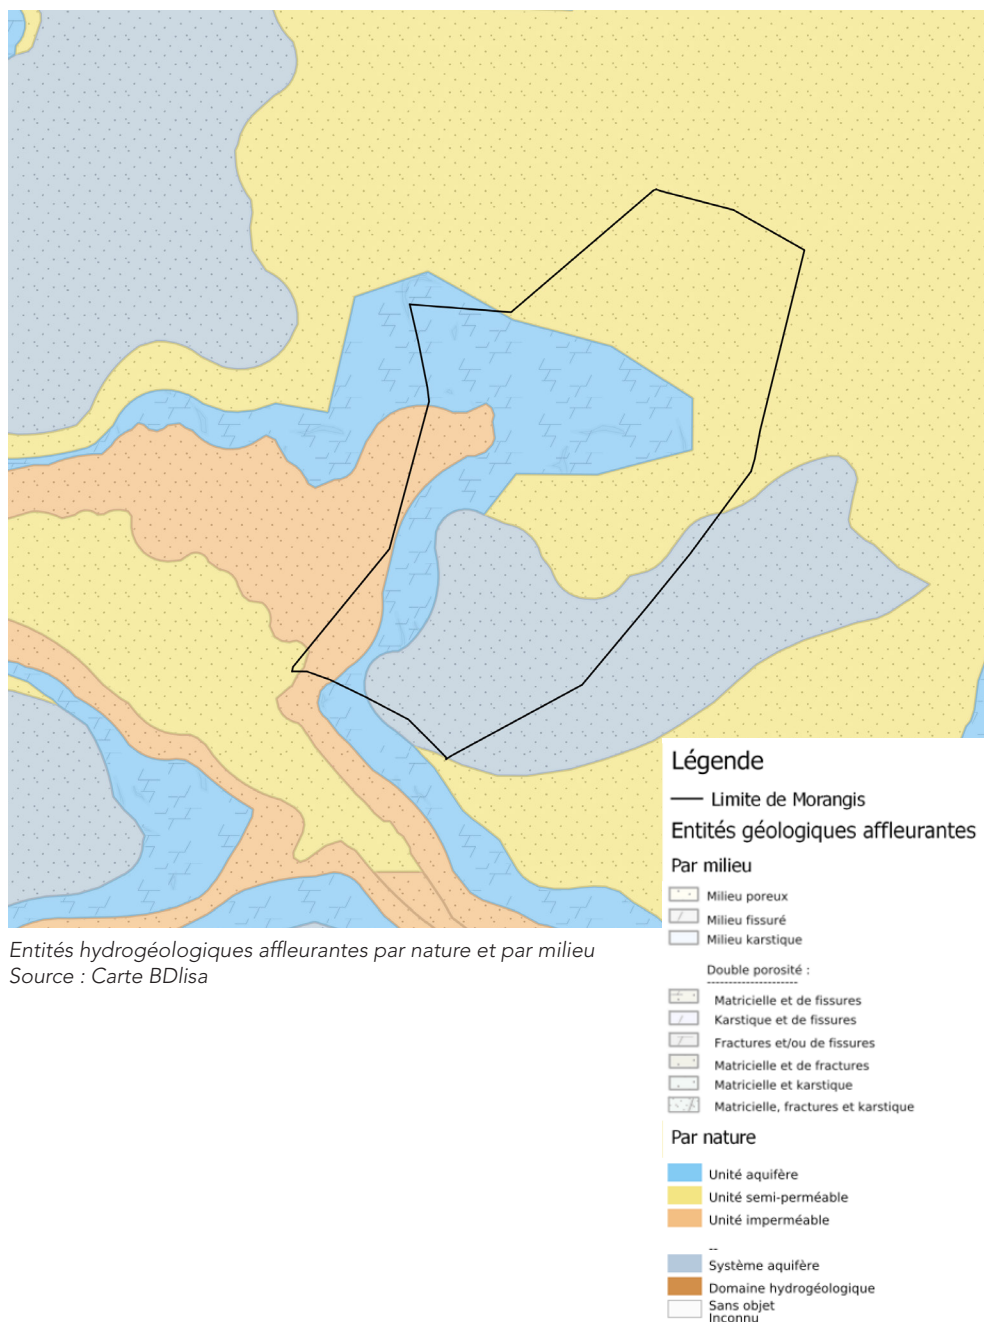 Légende
Limite de Morangis
Entités géologiques affleurantes
Par milieu
Milieu poreux
Milieu fissuré
Milieu karstique
Double porosité :
---------------------
Matricielle et de fissures
Karstique et de fissures
Fractures et/ou de fissures
Matricielle et de fractures
Matricielle et karstique
Matricielle, fractures et karstique
Par nature
Unité aquifère
Unité semi-perméable
Unité imperméable
--
Système aquifère
Domaine hydrogéologique
Sans objet
Inconnu
Entités hydrogéologiques affleurantes par nature et par milieu
Source : Carte BDlisa